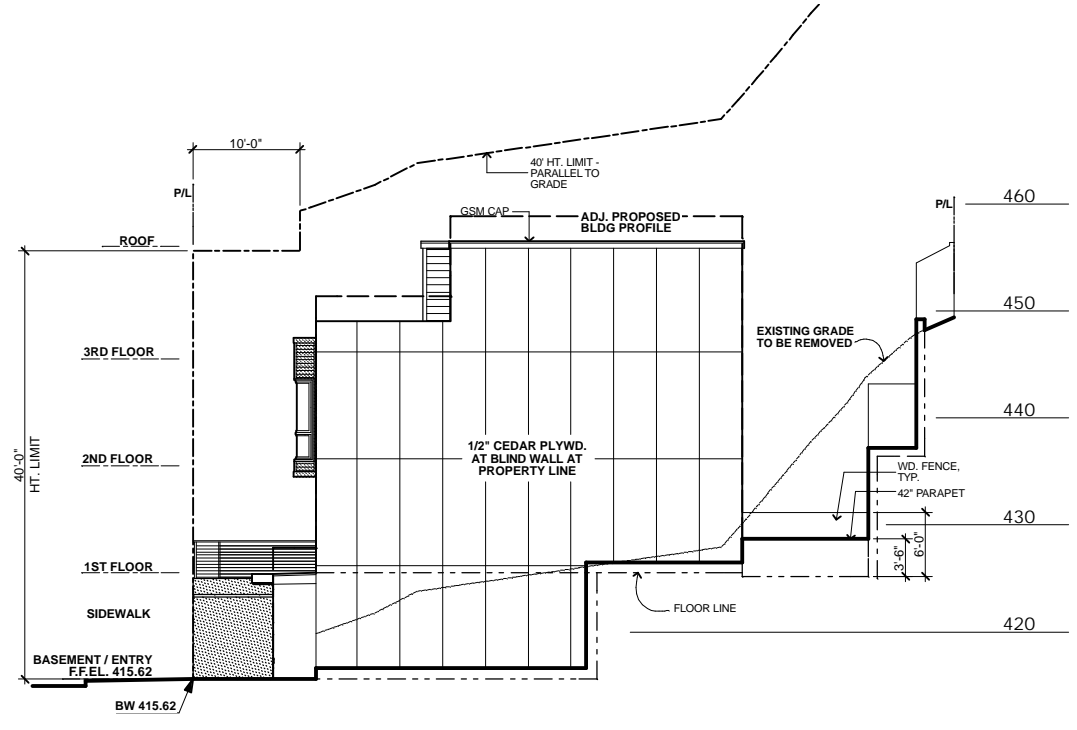 10'-0"
40' HT. LIMIT -
PARALLEL TO
GRADE
P/L
P/L
460
GSM CAP
ADJ. PROPOSED
BLDG PROFILE
ROOF
450
EXISTING GRADE
TO BE REMOVED
3RD FLOOR
440
40'-0"
HT. LIMIT
2ND FLOOR
1/2" CEDAR PLYWD.
AT BLIND WALL AT
PROPERTY LINE
WD. FENCE,
TYP.
42" PARAPET
430
3'-6"
6'-0"
1ST FLOOR
FLOOR LINE
SIDEWALK
420
BASEMENT / ENTRY
F.F.EL. 415.62
BW 415.62